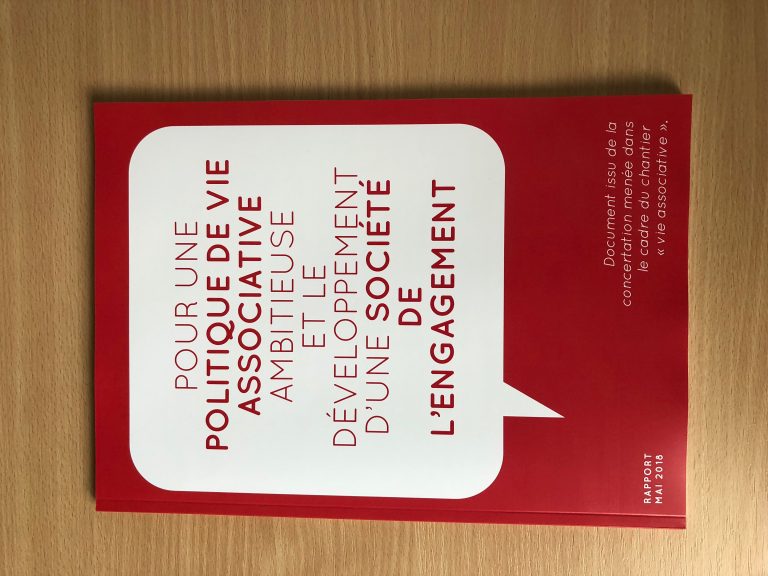 POUR UNE
POLITIQUE DE VIE
ASSOCIATIVE
AMBITIEUSE
ET LE
DÉVELOPPEMENT
D'UNE SOCIÉTÉ
DE
L'ENGAGEMENT
Document issu de la
concertation menée dans
le cadre du chantier
« vie associative ».
RAPPORT
MAI 2018